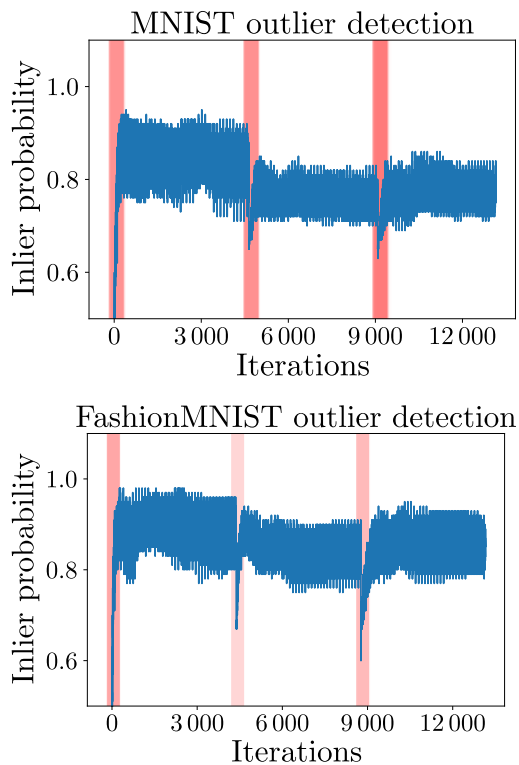 MNIST outlier detection
Inlier probability
1.0
0.8
0.6
0 3 000 6 000 9 000 12 000
Iterations
FashionMNIST outlier detection
Inlier probability
1.0
0.8
0.6
0 3 000 6 000 9 000 12 000
Iterations